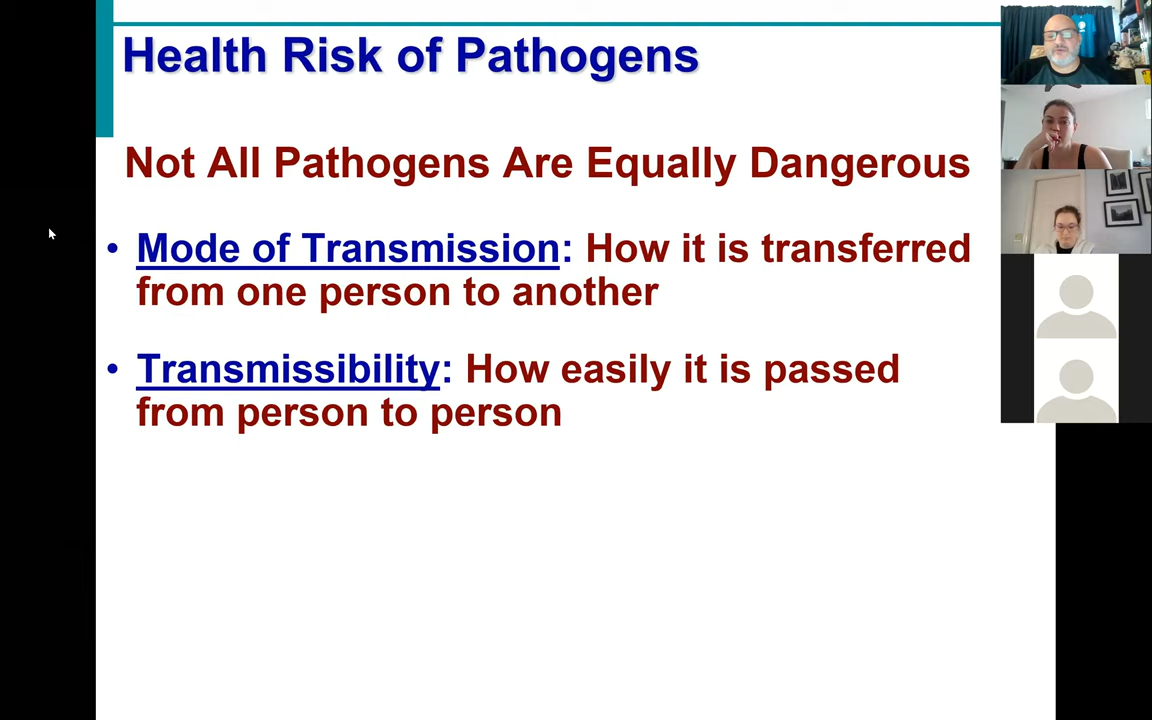 Health Risk of Pathogens
Not All Pathogens Are Equally Dangerous
• Mode of Transmission: How it is transferred
from one person to another
• Transmissibility: How easily it is passed
from person to person